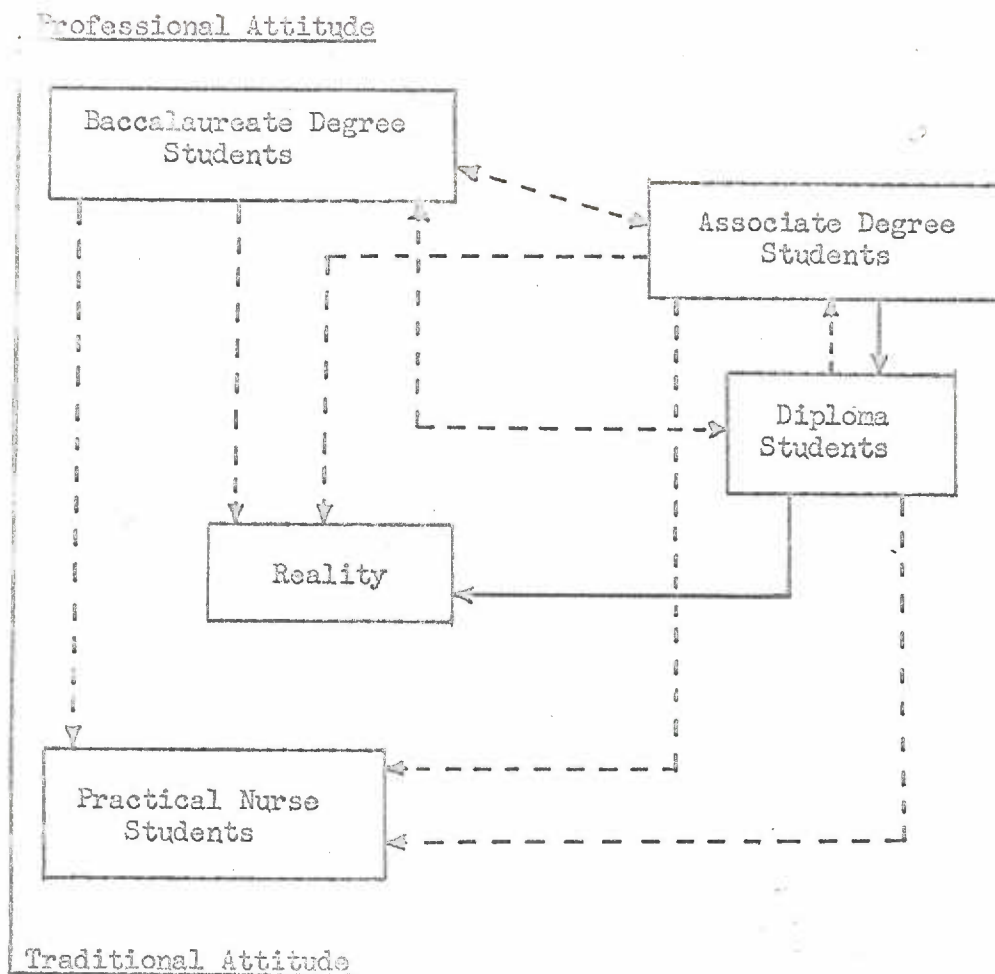 Professional Attitude
Baccalaureate Degree
Students
Associate Degree
Students
Diploma
Students
Reality
Practical Nurse
Students
Traditional Attitude